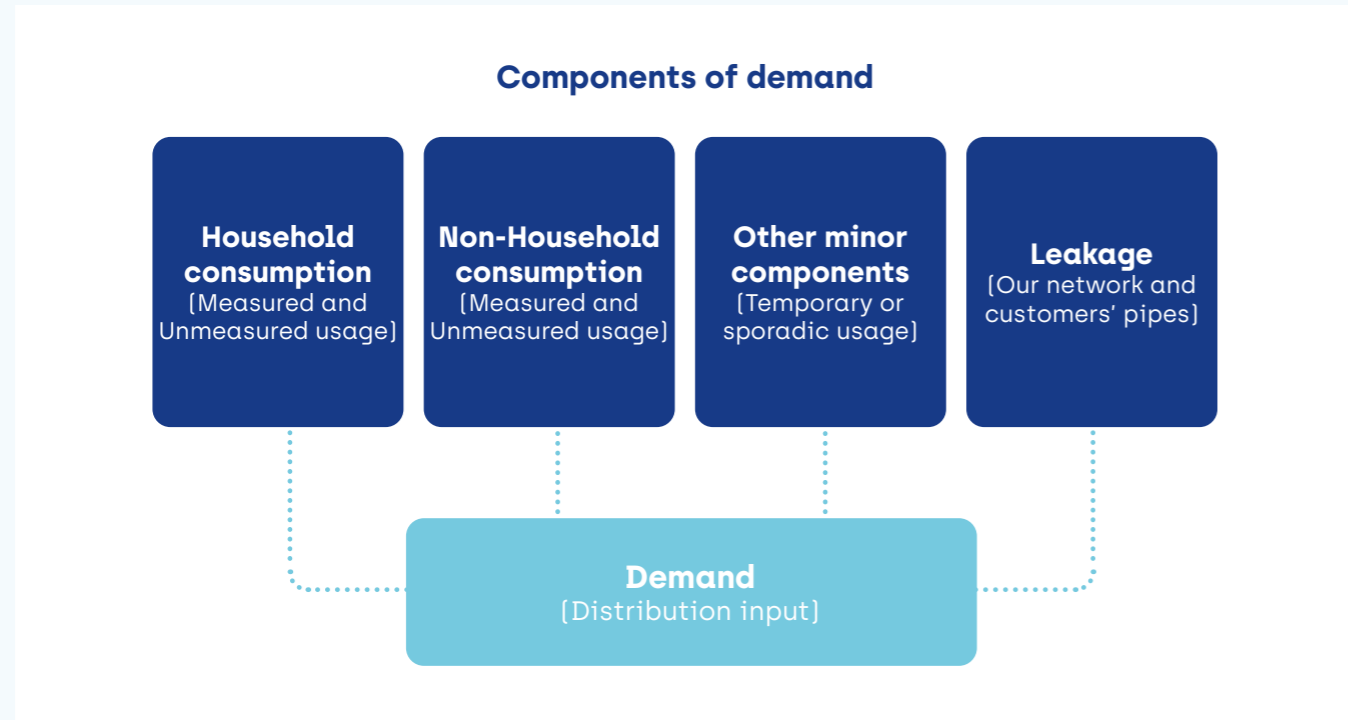 Components of demand
Household
consumption
(Measured and
Unmeasured usage)
Non-Household
consumption
(Measured and
Unmeasured usage)
Other minor
components
(Temporary or
sporadic usage)
Leakage
(Our network and
customers' pipes)
Demand
(Distribution input)